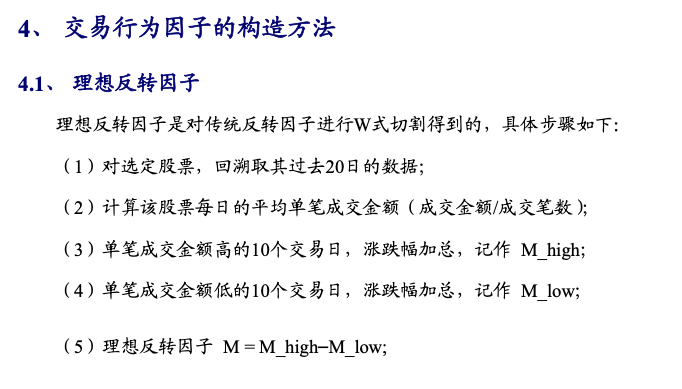 4、 交易行为因子的构造方法
4.1、 理想反转因子
理想反转因子是对传统反转因子进行W式切割得到的，具体步骤如下：
（1）对选定股票，回溯取其过去20日的数据；
（2）计算该股票每日的平均单笔成交金额（成交金额/成交笔数）；
（3）单笔成交金额高的10个交易日，涨跌幅加总，记作 M_high；
（4）单笔成交金额低的10个交易日，涨跌幅加总，记作 M_low；
（5）理想反转因子 M = M_high–M_low;